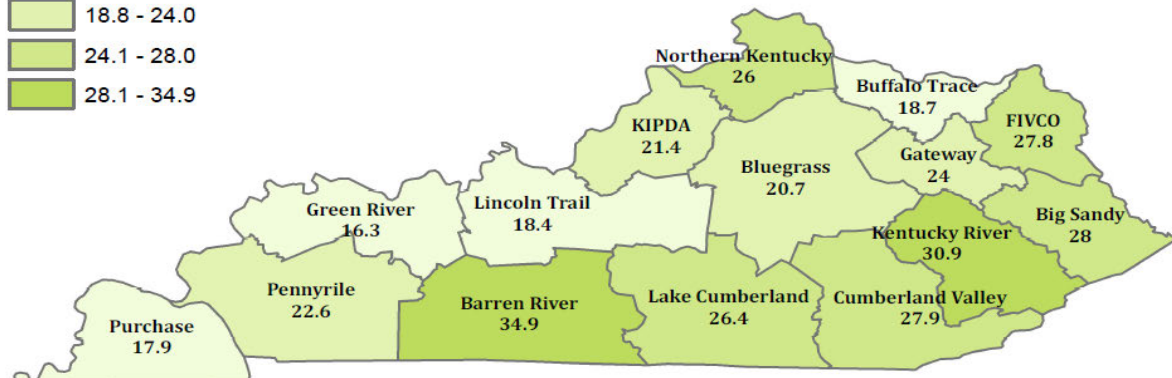 18.8 - 24.0
24.1 - 28.0
28.1 - 34.9
Northern Kentucky
26
Buffalo Trace
18.7
FIVCO
27.8
KIPDA
21.4
Bluegrass
20.7
Gateway
24
Green River
16.3
Lincoln Trail
18.4
Big Sandy
28
Kentucky River
30.9
Pennyrile
22.6
Barren River
34.9
Lake Cumberland
26.4
Cumberland Valley
27.9
Purchase
17.9